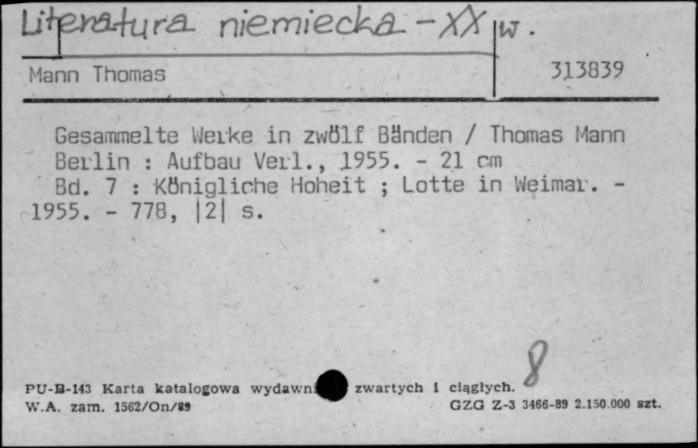 Literatura niemiecka - XX w.
Mann Thomas 313839
Gesammelte Werke in zwölf Bänden / Thomas Mann
Berlin : Aufbau Verl., 1955. - 21 cm
Bd. 7 : Königliche Hoheit ; Lotte in Weimar. -
1955. - 778, |2| s.
8
PU-B-143 Karta katalogowa wydawni zwartych i ciągłych.
W.A. zam. 1562/On/89 GZG Z-3 3466-89 2.150.000 szt.